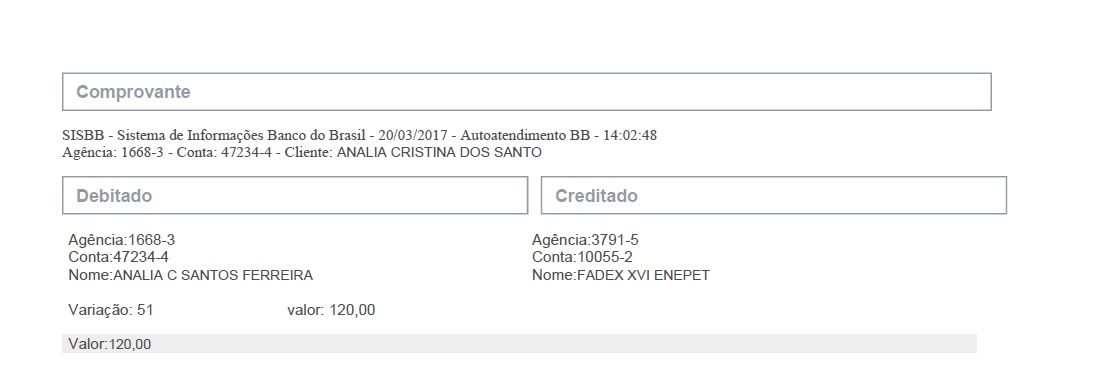 Comprovante
SISBB - Sistema de Informações Banco do Brasil - 20/03/2017 - Autoatendimento BB - 14:02:48
Agência: 1668-3 - Conta: 47234-4 - Cliente: ANALIA CRISTINA DOS SANTO
Debitado
Agência:1668-3
Conta:47234-4
Nome:ANALIA C SANTOS FERREIRA
Creditado
Agência:3791-5
Conta:10055-2
Nome:FADEX XVI ENEPET
Variação: 51 valor: 120,00
Valor:120,00